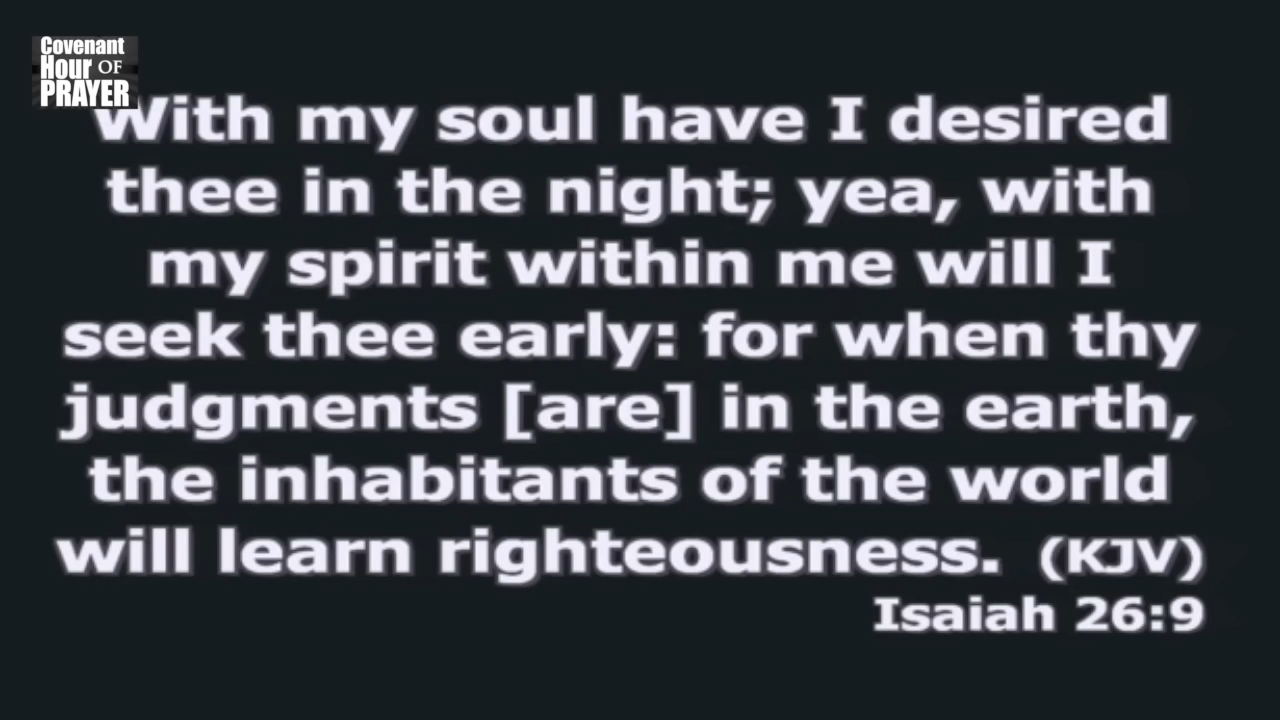 Covenant
Hour OF
PRAYER
With my soul have I desired
thee in the night; yea, with
my spirit within me will I
seek thee early: for when thy
judgments [are] in the earth,
the inhabitants of the world
will learn righteousness. (KJV)
Isaiah 26:9